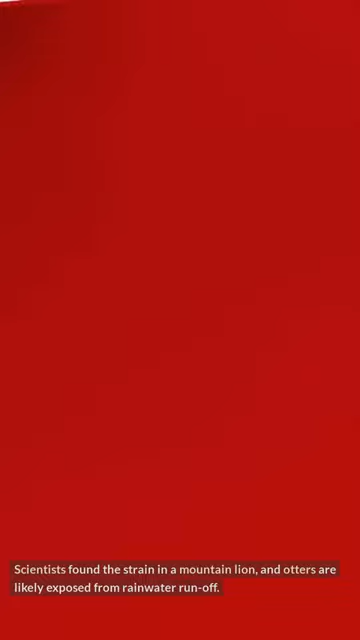 Scientists found the strain in a mountain lion, and otters are
likely exposed from rainwater run-off.